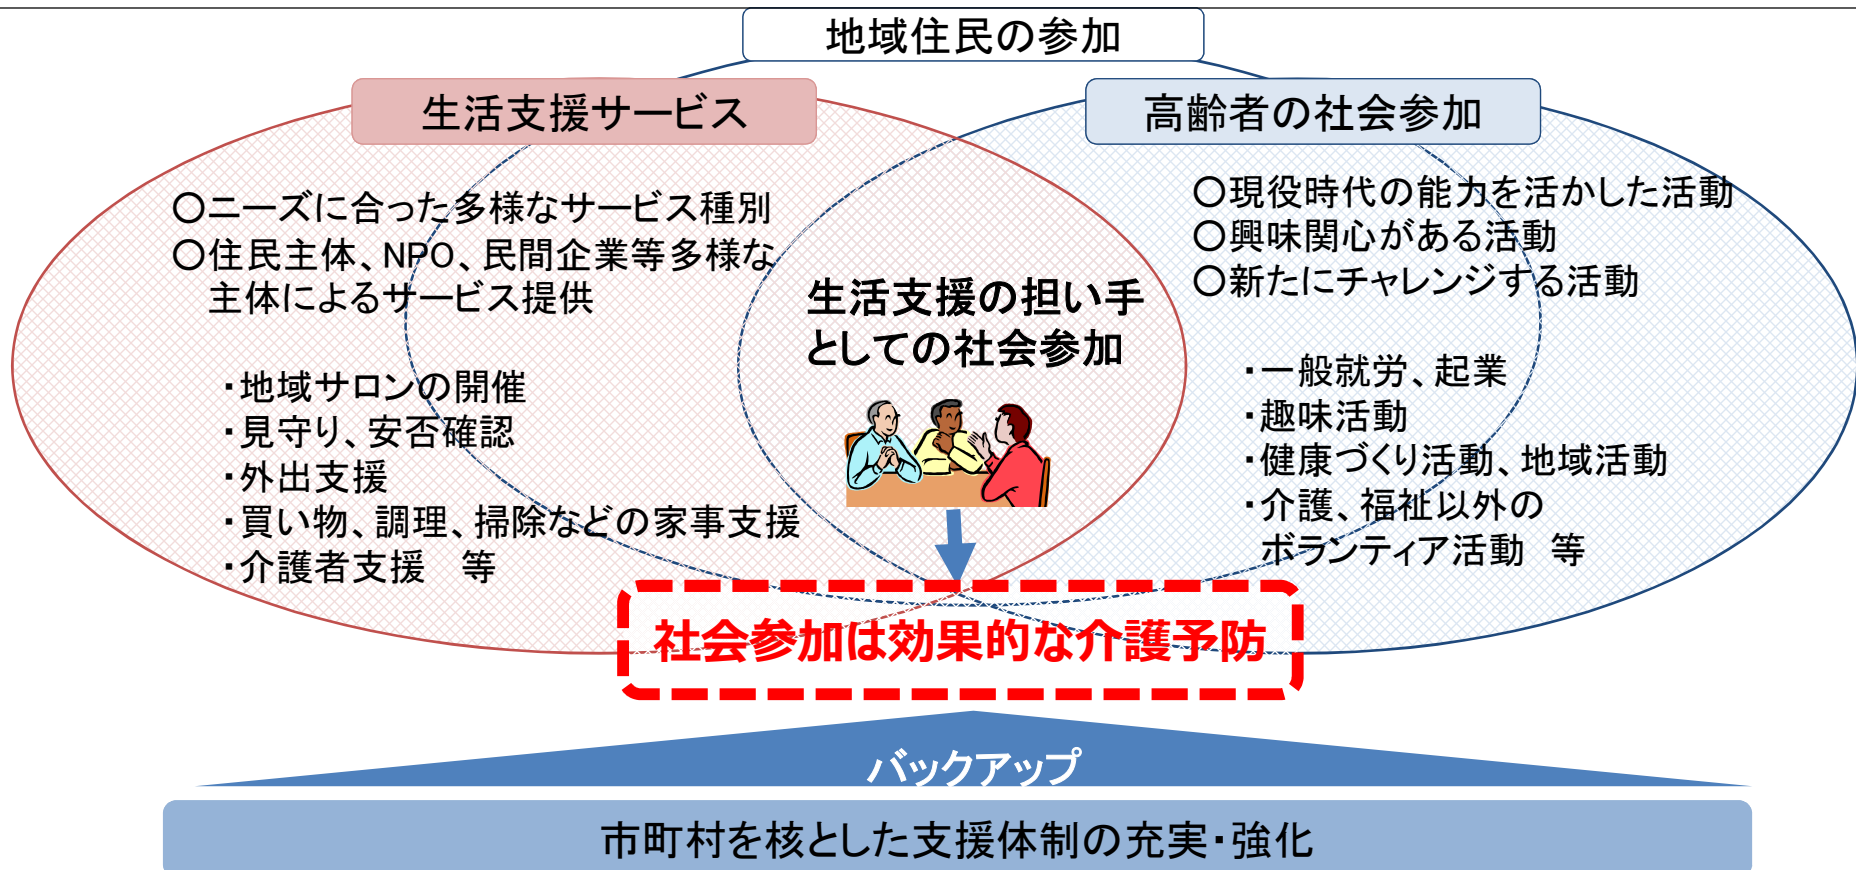 地域住民の参加
生活支援サービス
〇ニーズに合った多様なサービス種別
〇住民主体、NPO、民間企業等多様な
主体によるサービス提供
・地域サロンの開催
・見守り、安否確認
・外出支援
・買い物、調理、掃除などの家事支援
・介護者支援　等
生活支援の担い手
としての社会参加
高齢者の社会参加
〇現役時代の能力を活かした活動
〇興味関心がある活動
〇新たにチャレンジする活動
・一般就労、起業
・趣味活動
・健康づくり活動、地域活動
・介護、福祉以外の
ボランティア活動　等
社会参加は効果的な介護予防
バックアップ
市町村を核とした支援体制の充実・強化